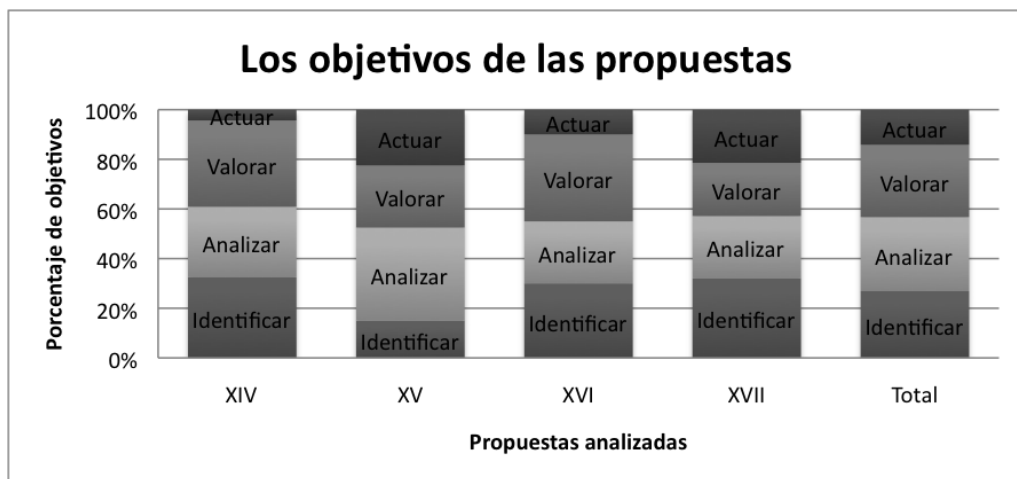 Los objetivos de las propuestas
Porcentaje de objetivos
100%
80%
60%
40%
20%
0%
Actuar
Valorar
Analizar
Identificar
Actuar
Valorar
Analizar
Identificar
Actuar
Valorar
Analizar
Identificar
Actuar
Valorar
Analizar
Identificar
Actuar
Valorar
Analizar
Identificar
XIV
XV
XVI
XVII
Total
Propuestas analizadas